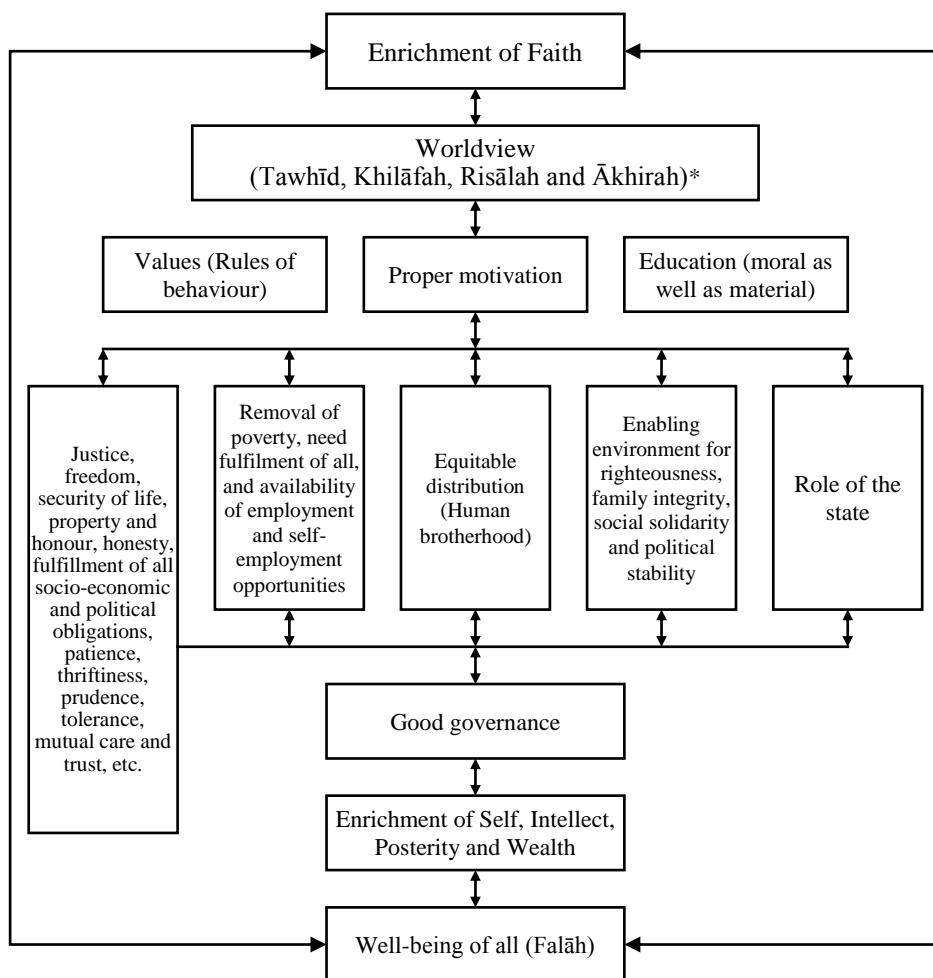 Enrichment of Faith
Worldview
(Tawhīd, Khilāfah, Risālah and Ākhirah)*
Values (Rules of
behaviour)
Proper motivation
Education (moral as
well as material)
Justice,
freedom,
security of life,
property and
honour, honesty,
fulfillment of all
socio-economic
and political
obligations,
patience,
thriftiness,
prudence,
tolerance,
mutual care and
trust, etc.
Removal of
poverty, need
fulfilment of all,
and availability
of employment
and self-
employment
opportunities
Equitable
distribution
(Human
brotherhood)
Enabling
environment for
righteousness,
family integrity,
social solidarity
and political
stability
Role of the
state
Good governance
Enrichment of Self, Intellect,
Posterity and Wealth
Well-being of all (Falāh)